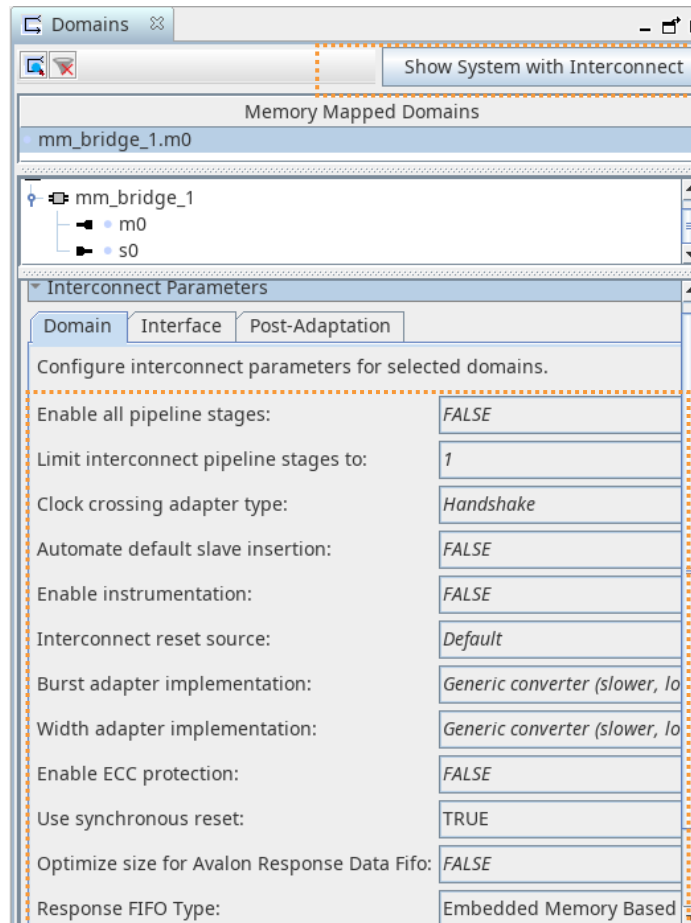 Domains
Show System with Interconnect
Memory Mapped Domains
mm_bridge_1.m0
mm_bridge_1
m0
s0
Interconnect Parameters
Domain Interface Post-Adaptation
Configure interconnect parameters for selected domains.
Enable all pipeline stages: FALSE
Limit interconnect pipeline stages to: 1
Clock crossing adapter type: Handshake
Automate default slave insertion: FALSE
Enable instrumentation: FALSE
Interconnect reset source: Default
Burst adapter implementation: Generic converter (slower, lo
Width adapter implementation: Generic converter (slower, lo
Enable ECC protection: FALSE
Use synchronous reset: TRUE
Optimize size for Avalon Response Data Fifo: FALSE
Response FIFO Type: Embedded Memory Based